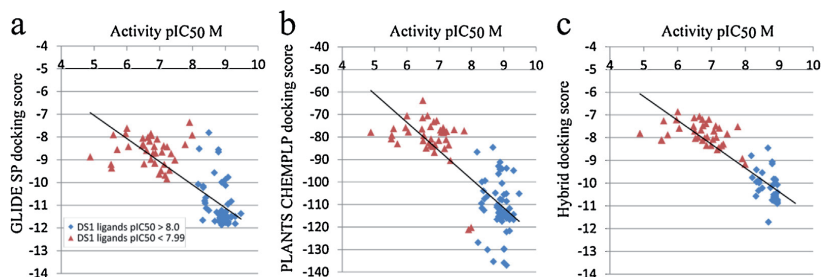 a
Activity pIC50 M
GLIDE SP docking score
-4
-5
-6
-7
-8
-9
-10
-11
-12
-13
-14
4 5 6 7 8 9 10
DS1 ligands pIC50 > 8.0
DS1 ligands pIC50 < 7.99
b
Activity pIC50 M
PLANTS CHEMPLP docking score
-40
-50
-60
-70
-80
-90
-100
-110
-120
-130
-140
4 5 6 7 8 9 10
c
Activity pIC50 M
Hybrid docking score
-4
-5
-6
-7
-8
-9
-10
-11
-12
-13
-14
4 5 6 7 8 9 10